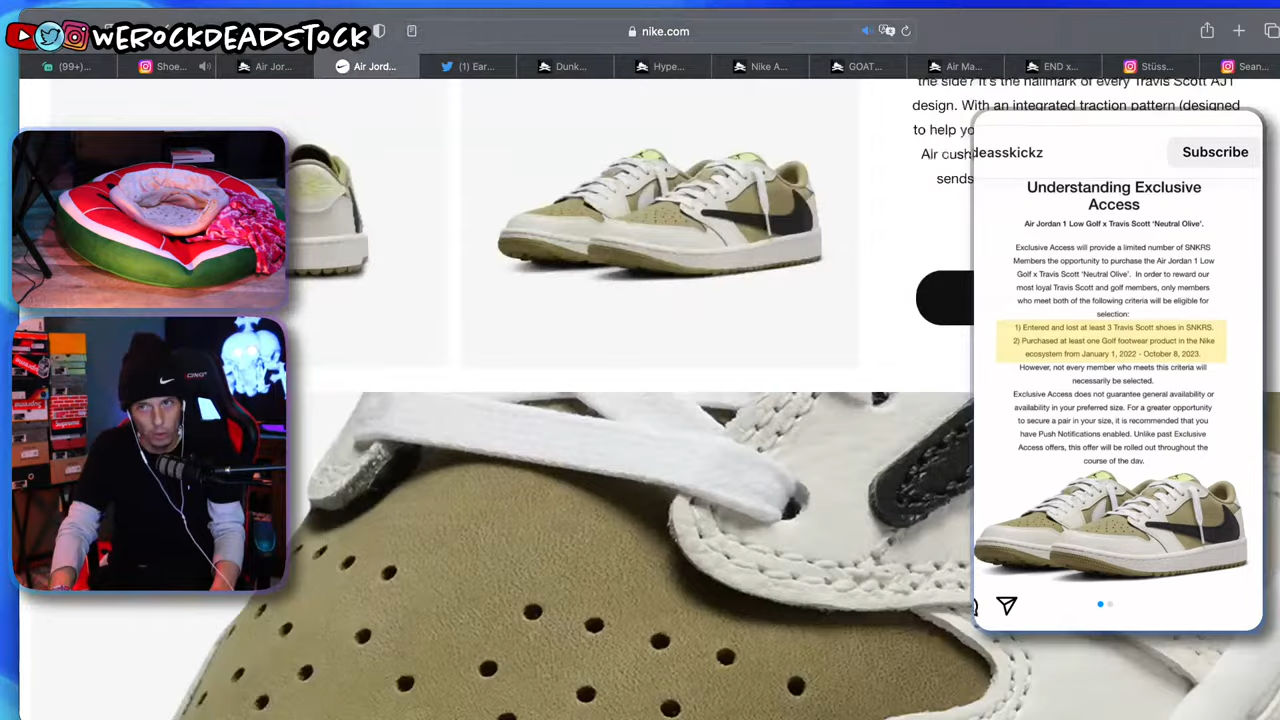 WEROCKDEADSTOCK
nike.com
(99+)...
Shoe...
Air Jor...
Air Jord...
(1) Ear...
Dunk...
Hype...
Nike A...
GOAT...
Air Ma...
END x...
Stüss...
Sean...
the side? It's the hallmark of every Travis Scott AJ1
design. With an integrated traction pattern (designed
to help yo
Air cush
sends
deasskickz
Subscribe
Understanding Exclusive
Access
Air Jordan 1 Low Golf x Travis Scott 'Neutral Olive'.
Exclusive Access will provide a limited number of SNKRS
Members the opportunity to purchase the Air Jordan 1 Low
Golf x Travis Scott 'Neutral Olive'. In order to reward our
most loyal Travis Scott and golf members, only members
who meet both of the following criteria will be eligible for
selection:
1) Entered and lost at least 3 Travis Scott shoes in SNKRS.
2) Purchased at least one Golf footwear product in the Nike
ecosystem from January 1, 2022 - October 8, 2023.
However, not every member who meets this criteria will
necessarily be selected.
Exclusive Access does not guarantee general availability or
availability in your preferred size. For a greater opportunity
to secure a pair in your size, it is recommended that you
have Push Notifications enabled. Unlike past Exclusive
Access offers, this offer will be rolled out throughout the
course of the day.
Supreme